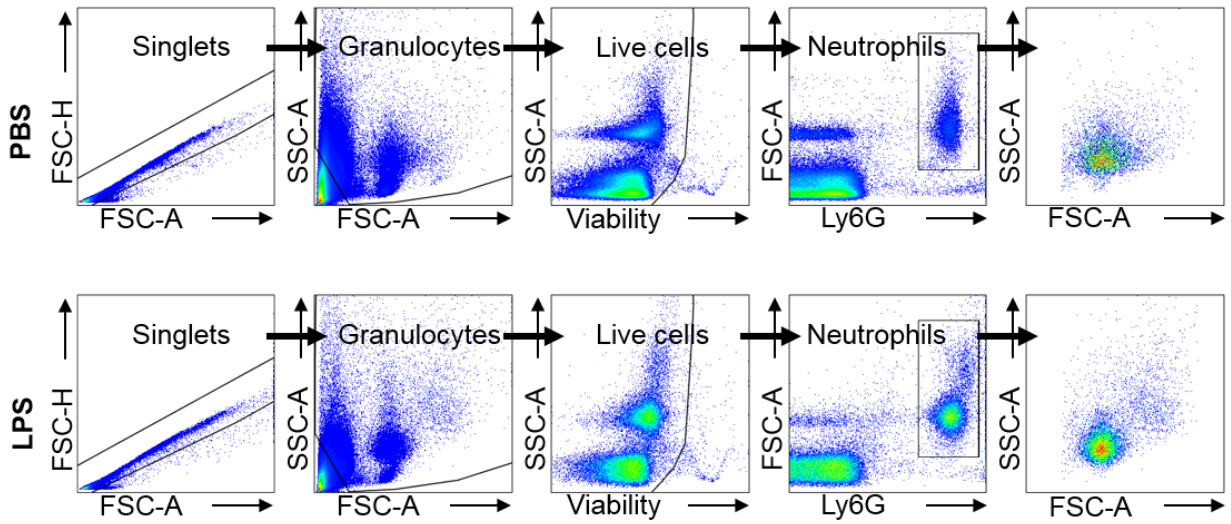 Singlets Granulocytes Live cells Neutrophils
PBS
FSC-H SSC-A SSC-A FSC-A SSC-A
FSC-A FSC-A Viability Ly6G FSC-A
Singlets Granulocytes Live cells Neutrophils
LPS
FSC-H SSC-A SSC-A FSC-A SSC-A
FSC-A FSC-A Viability Ly6G FSC-A